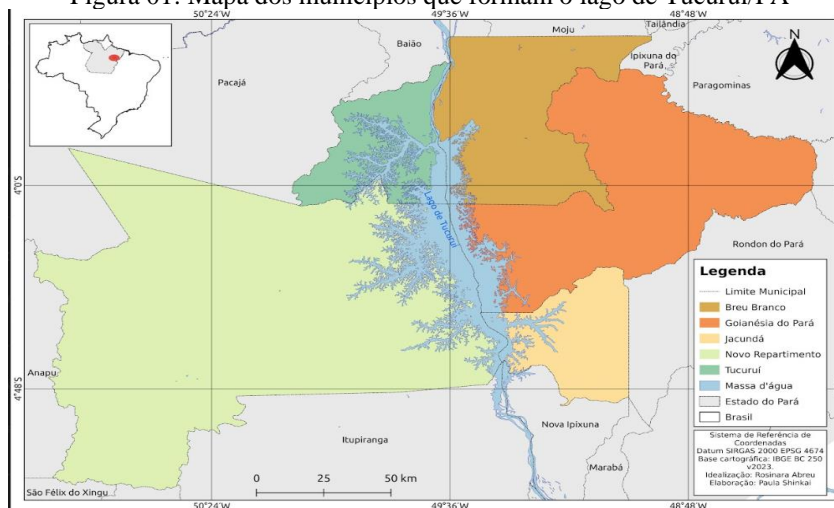 Figura 01: Mapa dos municípios que formam o lago de Tucuruí/PA
50°24'W
49°36'W
48°48'W
Baião
Moju
Tailândia
Ipixuna do
Pará
Pacajá
Paragominas
4°0'S
Lago de Tucuruí
Rondon do Pará
Legenda
Limite Municipal
Breu Branco
Goianésia do Pará
Jacundá
Novo Repartimento
Tucuruí
Massa d'água
Estado do Pará
Brasil
Anapu
4°48'S
Itupiranga
Nova Ipixuna
Marabá
São Félix do Xingu
0 25 50 km
Sistema de Referência de
Coordenadas
Datum SIRGAS 2000 EPSG 4674
Base cartográfica: IBGE BC 250
v2023.
Idealização: Rosinara Abreu
Elaboração: Paula Shinkai
50°24'W
49°36'W
48°48'W